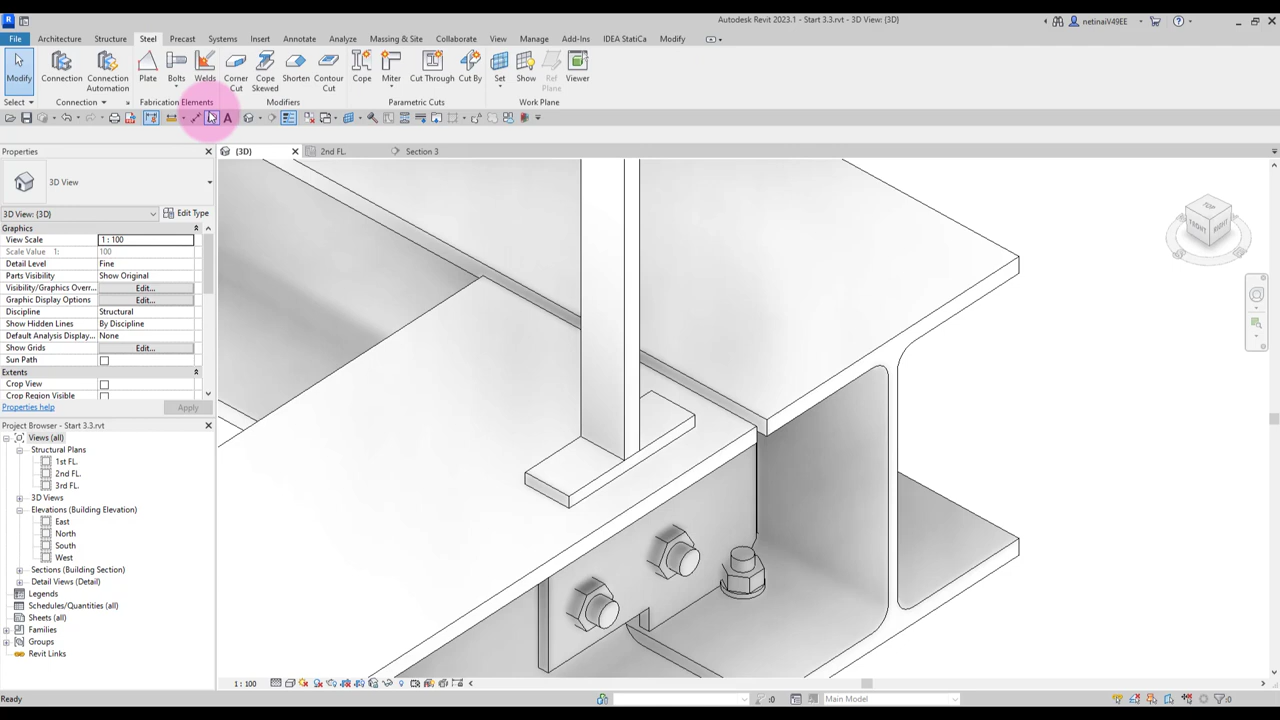 Autodesk Revit 2023.1 - Start 3.3.rvt - 3D View: {3D}
netinaiV49EE
File Architecture Structure Steel Precast Systems Insert Annotate Analyze Massing & Site Collaborate View Manage Add-Ins IDEA StatiCa Modify
Modify Connection Connection Automation Plate Bolts Welds Corner Cut Cope Skewed Shorten Contour Cut Cope Miter Cut Through Cut By Set Show Ref Plane Viewer
Select Connection Fabrication Elements Modifiers Parametric Cuts Work Plane
Properties
{3D} 2nd FL. Section 3
3D View
3D View: {3D} Edit Type
Graphics
View Scale 1 : 100
Scale Value 1: 100
Detail Level Fine
Parts Visibility Show Original
Visibility/Graphics Overr... Edit...
Graphic Display Options Edit...
Discipline Structural
Show Hidden Lines By Discipline
Default Analysis Display... None
Show Grids Edit...
Sun Path
Extents
Crop View
Crop Region Visible
Properties help Apply
Project Browser - Start 3.3.rvt
Views (all)
Structural Plans
1st FL.
2nd FL.
3rd FL.
3D Views
Elevations (Building Elevation)
East
North
South
West
Sections (Building Section)
Detail Views (Detail)
Legends
Schedules/Quantities (all)
Sheets (all)
Families
Groups
Revit Links
TOP
FRONT RIGHT
1 : 100
Ready
:0 Main Model :0